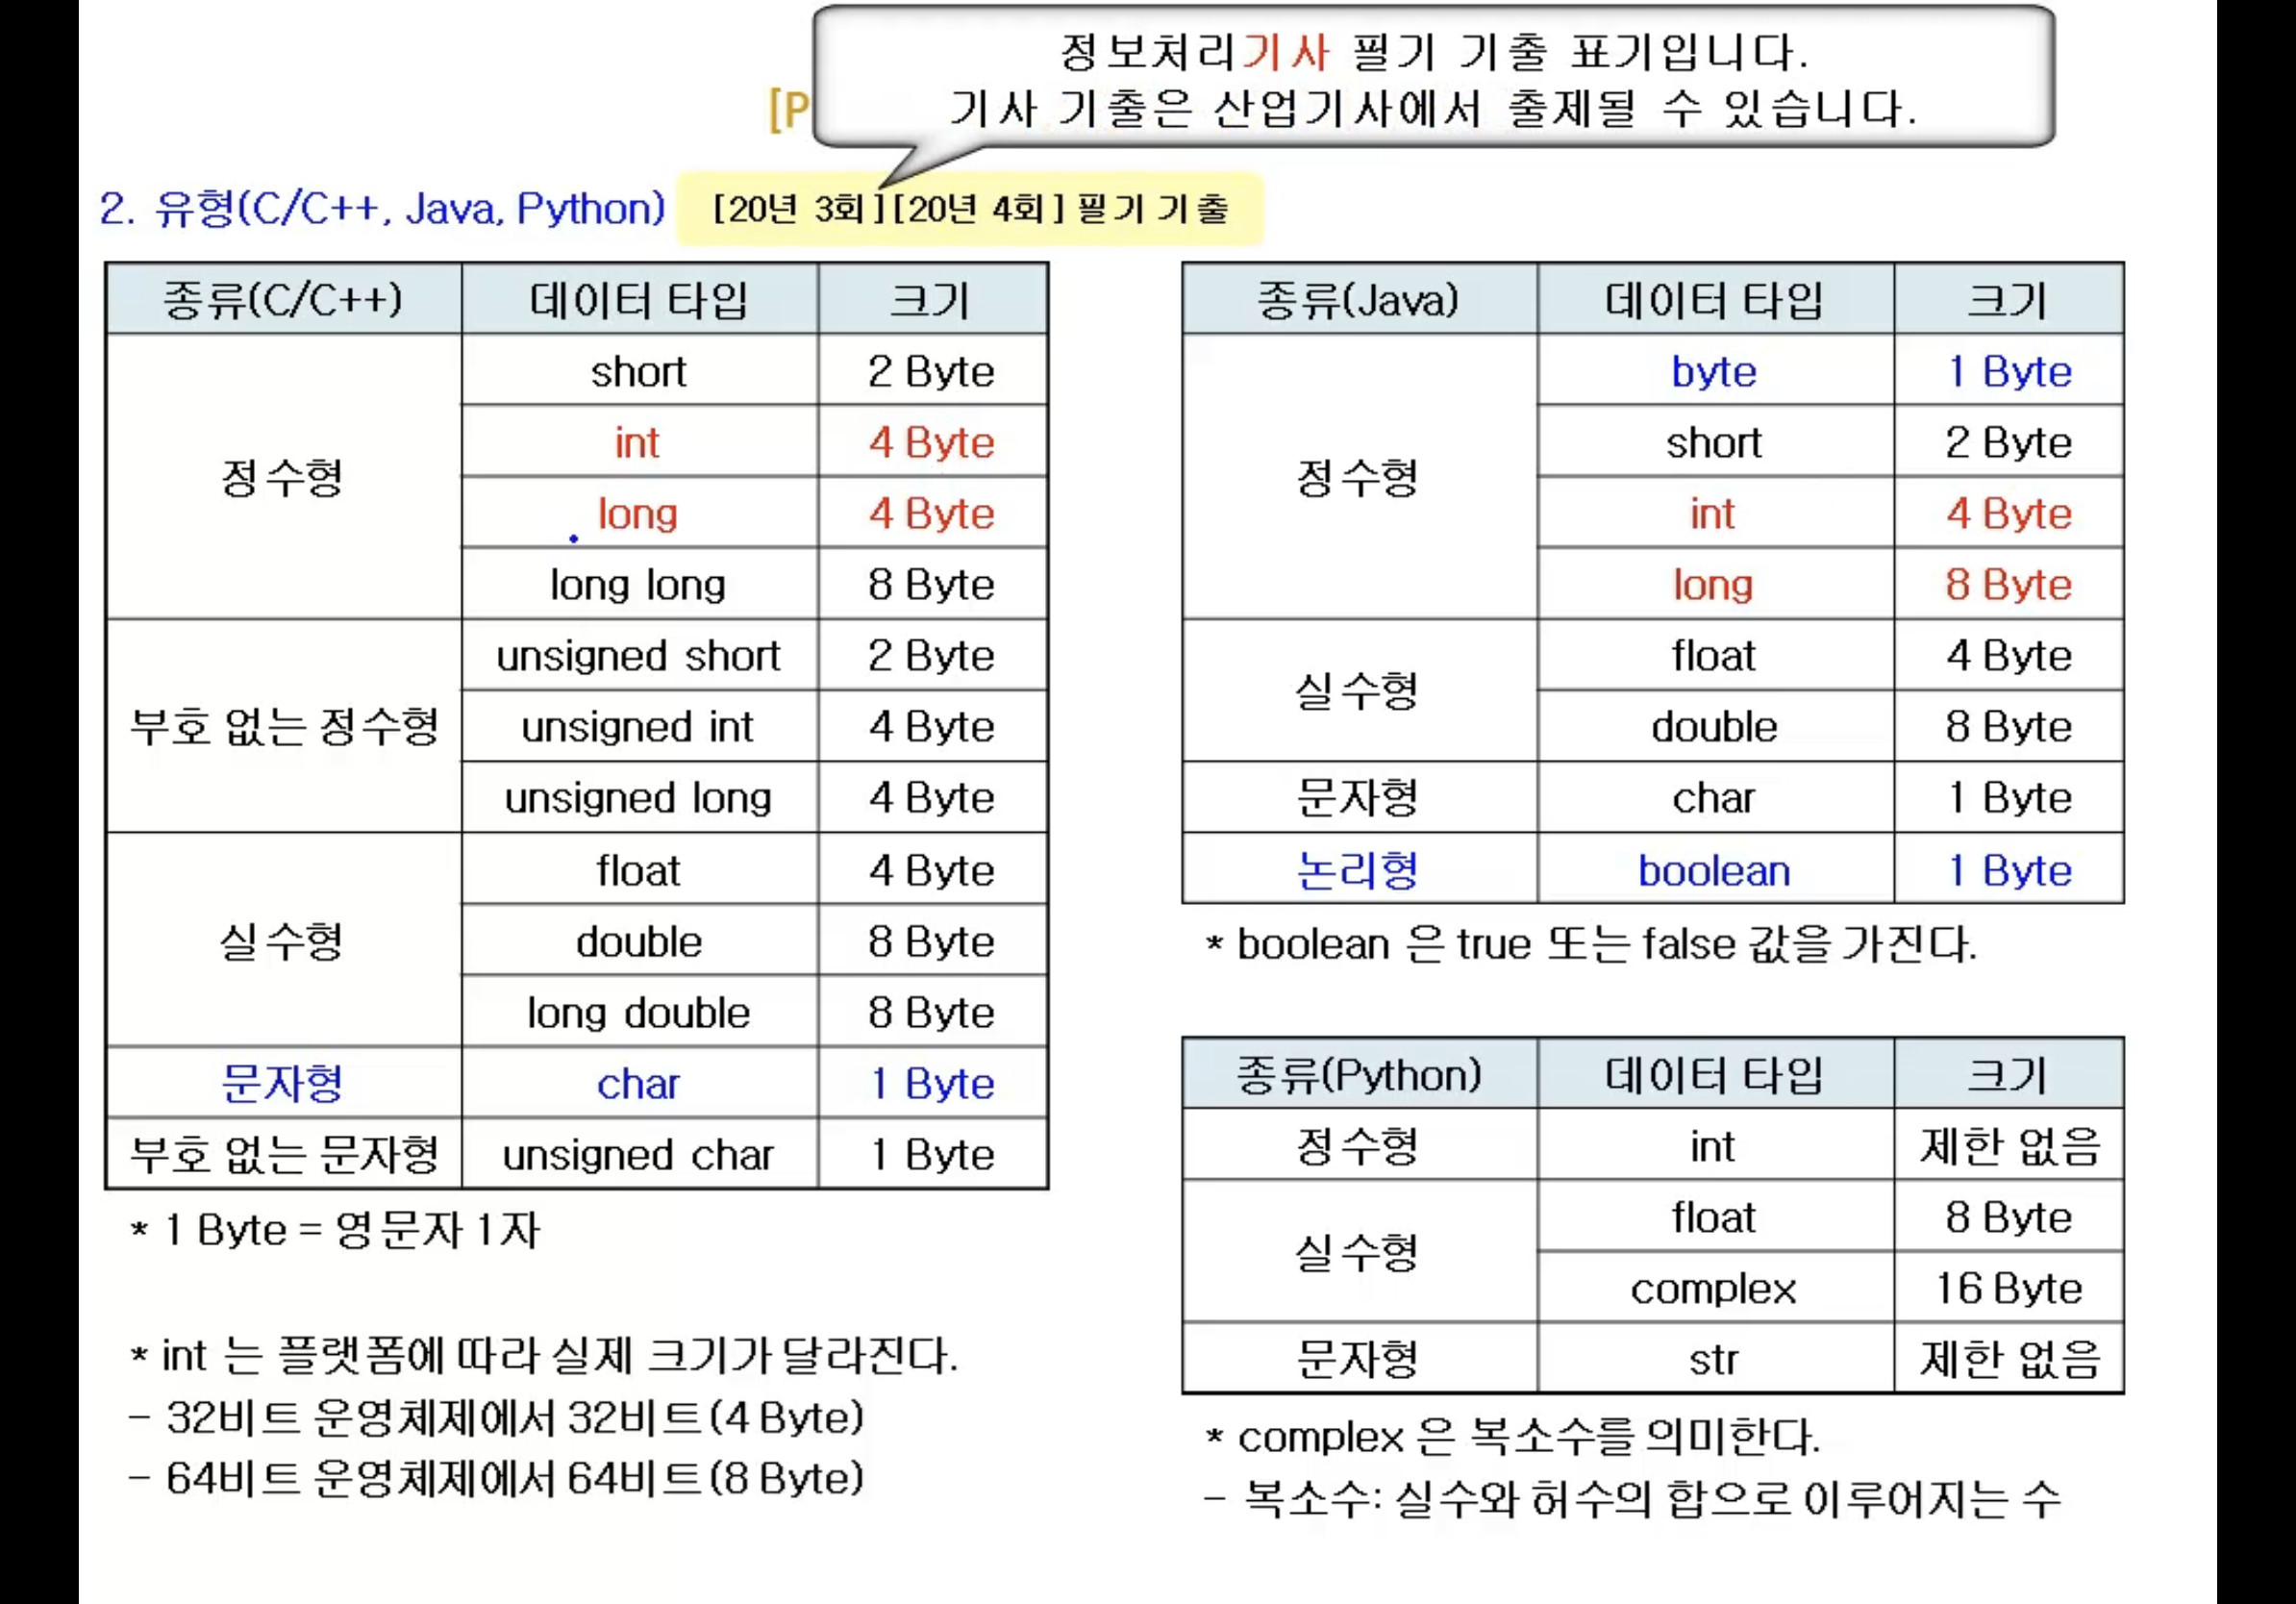 정보처리기사 필기 기출 표기입니다.
기사 기출은 산업기사에서 출제될 수 있습니다.
[P
2. 유형(C/C++, Java, Python)
[20년 3회][20년 4회] 필기 기출
종류(C/C++) 데이터 타입 크기
정수형 short 2 Byte
int 4 Byte
long 4 Byte
long long 8 Byte
부호 없는 정수형 unsigned short 2 Byte
unsigned int 4 Byte
unsigned long 4 Byte
실수형 float 4 Byte
double 8 Byte
long double 8 Byte
문자형 char 1 Byte
부호 없는 문자형 unsigned char 1 Byte
* 1 Byte = 영문자 1자
* int 는 플랫폼에 따라 실제 크기가 달라진다.
- 32비트 운영체제에서 32비트(4 Byte)
- 64비트 운영체제에서 64비트(8 Byte)
종류(Java) 데이터 타입 크기
정수형 byte 1 Byte
short 2 Byte
int 4 Byte
long 8 Byte
실수형 float 4 Byte
double 8 Byte
문자형 char 1 Byte
논리형 boolean 1 Byte
* boolean 은 true 또는 false 값을 가진다.
종류(Python) 데이터 타입 크기
정수형 int 제한 없음
실수형 float 8 Byte
complex 16 Byte
문자형 str 제한 없음
* complex 은 복소수를 의미한다.
- 복소수: 실수와 허수의 합으로 이루어지는 수